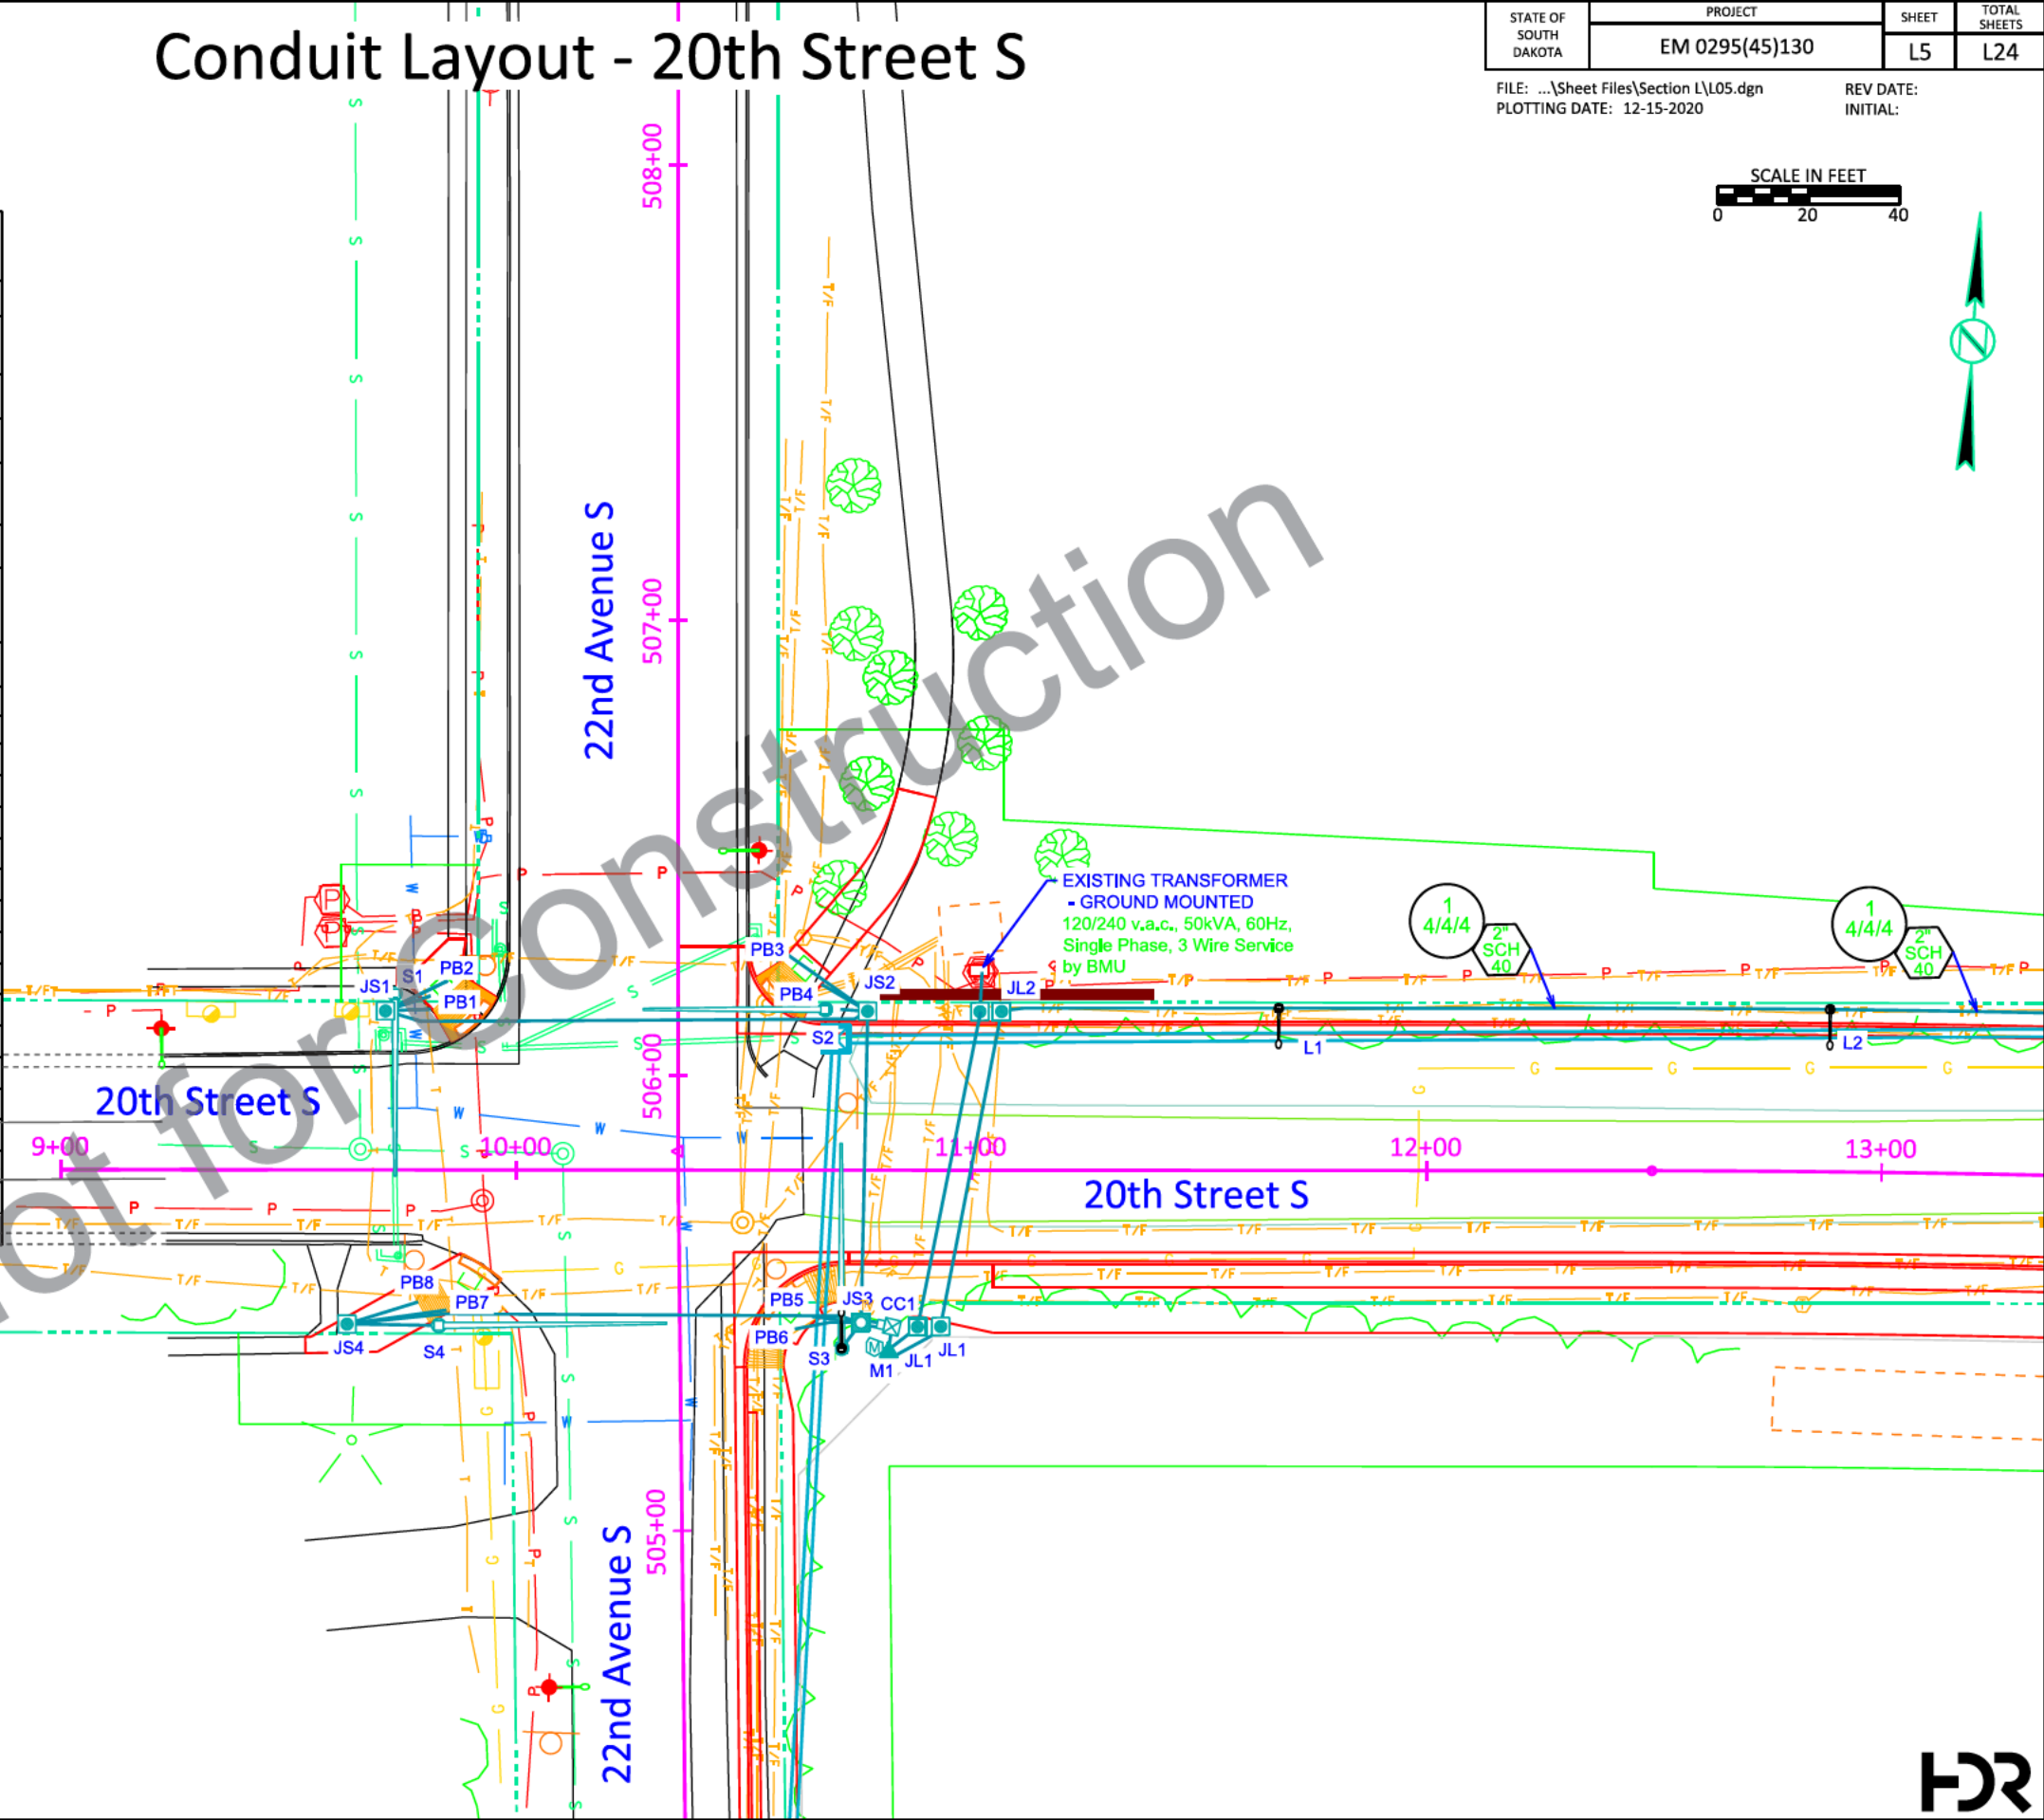 Conduit Layout - 20th Street S
STATE OF
SOUTH
DAKOTA
PROJECT
EM 0295(45)130
SHEET
L5
TOTAL
SHEETS
L24
FILE: ...\Sheet Files\Section L\L05.dgn
REV DATE:
PLOTTING DATE: 12-15-2020
INITIAL:
SCALE IN FEET
0 20 40
N
508+00
507+00
22nd Avenue S
506+00
EXISTING TRANSFORMER
- GROUND MOUNTED
120/240 v.a.c., 50kVA, 60Hz,
Single Phase, 3 Wire Service
by BMU
1
4/4/4
2"
SCH
40
1
4/4/4
2"
SCH
40
PB3
PB2
S1
JS1
PB1
PB4
JS2
JL2
S2
L1
L2
20th Street S
9+00
10+00
11+00
12+00
13+00
20th Street S
PB8
PB7
PB5
JS3
CC1
PB6
JS4
S4
S3
M1
JL1
JL1
505+00
22nd Avenue S
Not for Construction
HDR